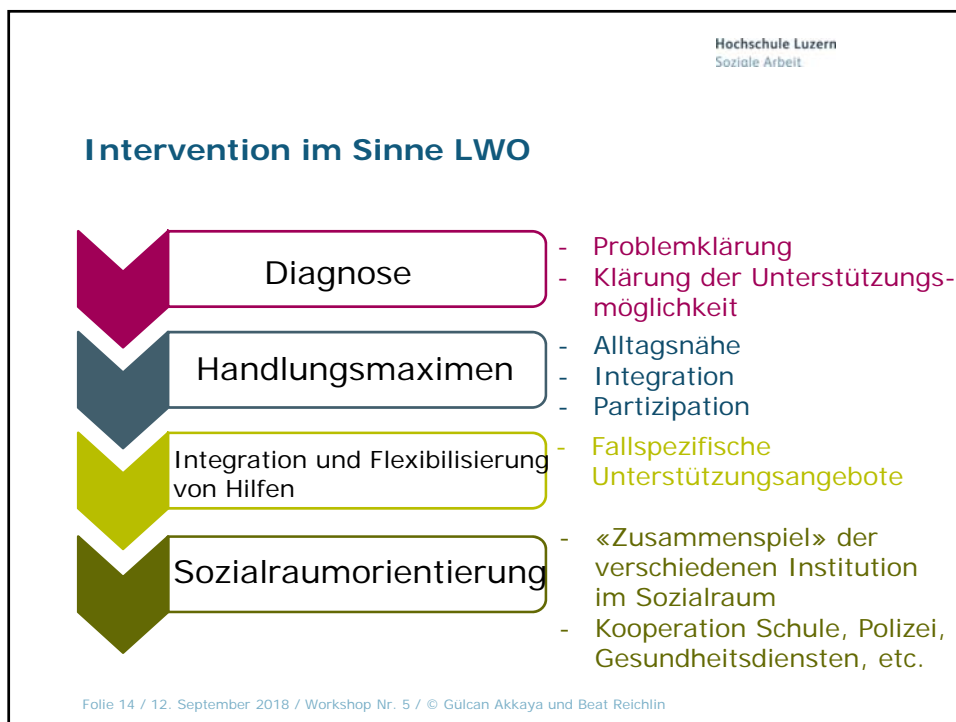 Hochschule Luzern
Soziale Arbeit
Intervention im Sinne LWO
Diagnose
- Problemklärung
- Klärung der Unterstützungs-
möglichkeit
Handlungsmaximen
- Alltagsnähe
- Integration
- Partizipation
Integration und Flexibilisierung
von Hilfen
- Fallspezifische
Unterstützungsangebote
Sozialraumorientierung
- «Zusammenspiel» der
verschiedenen Institution
im Sozialraum
- Kooperation Schule, Polizei,
Gesundheitsdiensten, etc.
Folie 14 / 12. September 2018 / Workshop Nr. 5 / © Gülcan Akkaya und Beat Reichlin